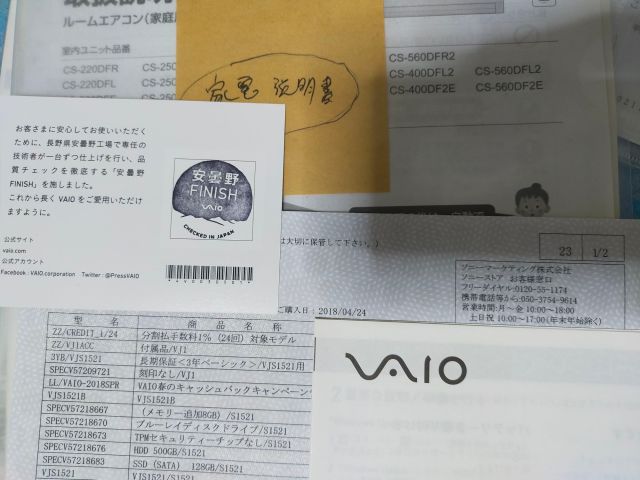 ルームエアコン(家庭用
室内ユニット品番
CS-220DFR CS-250
CS-220DFL CS-25
CS-560DFR2
CS-400DFL2 CS-560DFL2
CS-400DF2E CS-560DF2E
家電 説明書
お客さまに安心してお使いいただく
ために、長野県安曇野工場で専任の
技術者が一台ずつ仕上げを行い、品
質チェックを徹底する「安曇野
FINISH」を施しました。
これから長く VAIO をご愛用いただけ
ますように。
安曇野
FINISH
VAIO
CHECKED IN JAPAN
公式サイト
vaio.com
公式アカウント
Facebook : VAIO.corporation Twitter : @PressVAIO
は大切に保管して下さい。)
23 1/2
ソニーマーケティング株式会社
ソニーストア お客様窓口
フリーダイヤル:0120-55-1174
携帯電話等から:050-3754-9614
営業時間:月~金 10:00~18:00
土日祝 10:00~17:00(年末年始除く)
ご購入日:2018/04/24
型 名 商 品 名 称
ZZ/CREDIT_1/24 分割払手数料1% (24回) 対象モデル
ZZ/VJ1ACC 付属品/VJ1
3YB/VJS1521 長期保証<3年ベーシック>/VJS1521用
SPECV57209721 刻印なし/VJ1
LL/VAIO-2018SPR VAIO春のキャッシュバックキャンペーン
VJS1521B VJS1521B
SPECV57218667 (メモリー追加8GB) /S1521
SPECV57218670 ブルーレイディスクドライブ/S1521
SPECV57218673 TPMセキュリティーチップなし/S1521
SPECV57218676 HDD 500GB/S1521
SPECV57218683 SSD (SATA) 128GB/S1521
VJS1521 VJS1521
VAIO